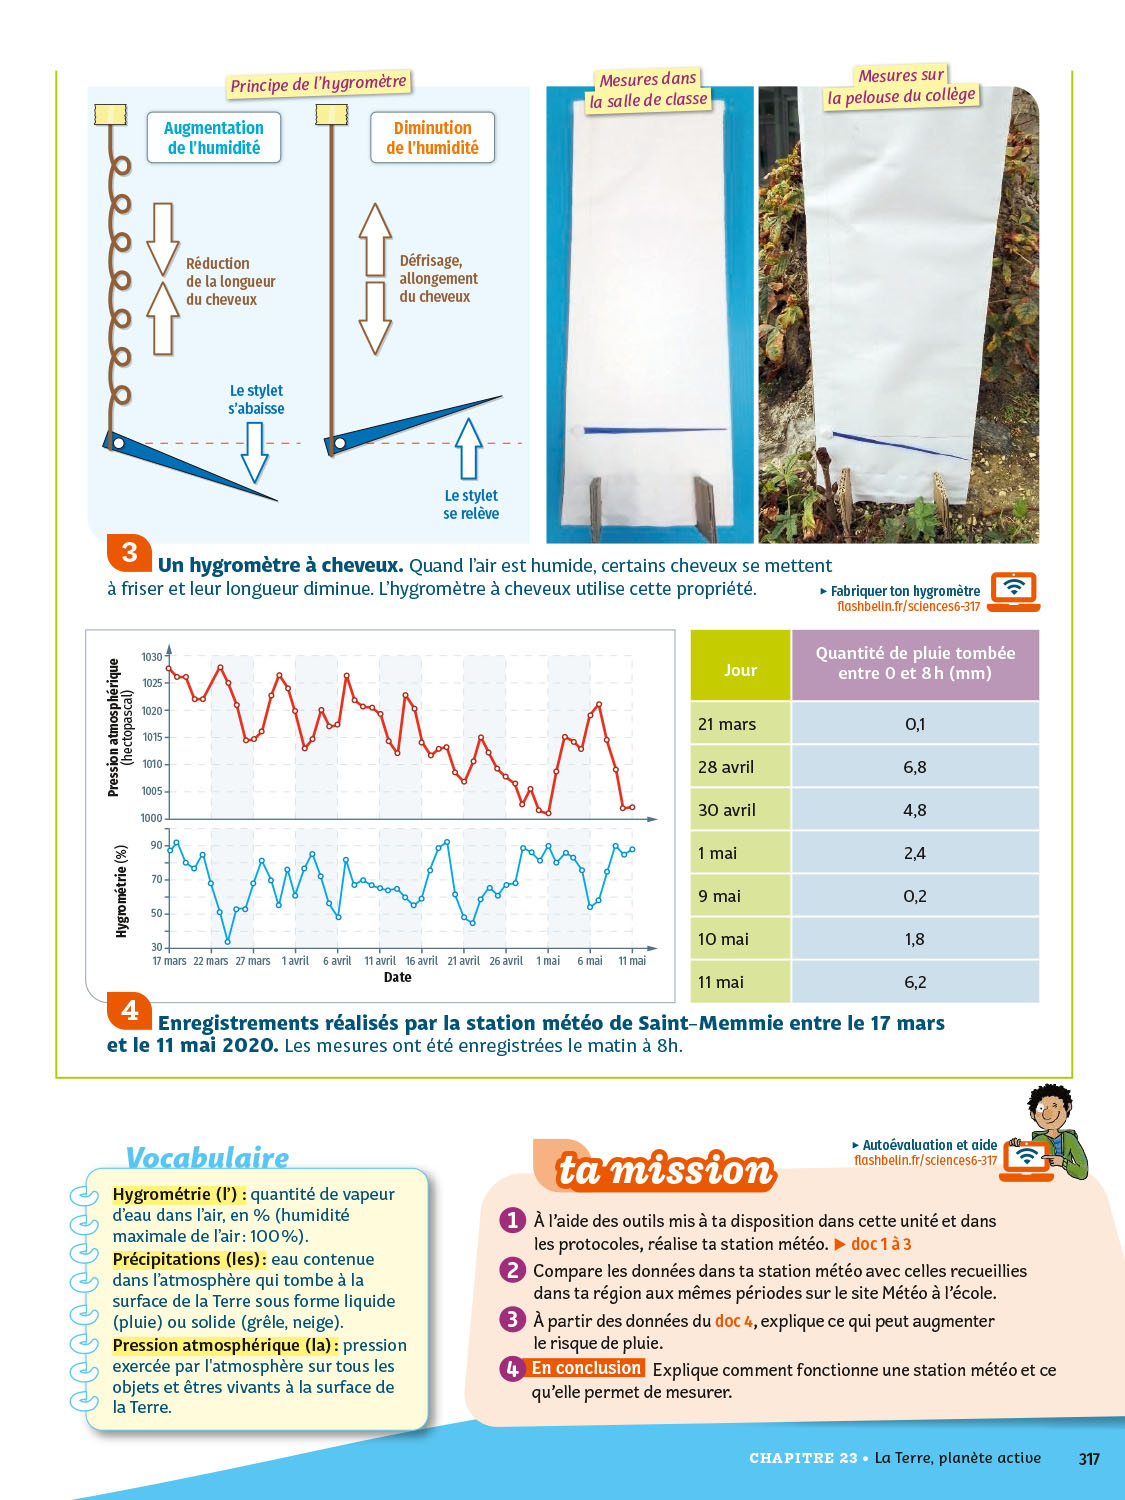 Principe de l'hygromètre
Augmentation
de l'humidité
Diminution
de l'humidité
Réduction
de la longueur
du cheveux
Défrisage,
allongement
du cheveux
Le stylet
s'abaisse
Le stylet
se relève
Mesures dans
la salle de classe
Mesures sur
la pelouse du collège
3 Un hygromètre à cheveux. Quand l'air est humide, certains cheveux se mettent
à friser et leur longueur diminue. L'hygromètre à cheveux utilise cette propriété.
▸ Fabriquer ton hygromètre
flashbelin.fr/sciences6-317
Pression atmosphérique
(hectopascal)
1030
1025
1020
1015
1010
1005
1000
Hygrométrie (%)
90
70
50
30
17 mars 22 mars 27 mars 1 avril 6 avril 11 avril 16 avril 21 avril 26 avril 1 mai 6 mai 11 mai
Date
Jour
Quantité de pluie tombée
entre 0 et 8 h (mm)
21 mars 0,1
28 avril 6,8
30 avril 4,8
1 mai 2,4
9 mai 0,2
10 mai 1,8
11 mai 6,2
4 Enregistrements réalisés par la station météo de Saint-Memmie entre le 17 mars
et le 11 mai 2020. Les mesures ont été enregistrées le matin à 8h.
Vocabulaire
Hygrométrie (l') : quantité de vapeur
d'eau dans l'air, en % (humidité
maximale de l'air : 100 %).
Précipitations (les) : eau contenue
dans l'atmosphère qui tombe à la
surface de la Terre sous forme liquide
(pluie) ou solide (grêle, neige).
Pression atmosphérique (la) : pression
exercée par l'atmosphère sur tous les
objets et êtres vivants à la surface de
la Terre.
ta mission
▸ Autoévaluation et aide
flashbelin.fr/sciences6-317
1 À l'aide des outils mis à ta disposition dans cette unité et dans
les protocoles, réalise ta station météo. ▶ doc 1 à 3
2 Compare les données dans ta station météo avec celles recueillies
dans ta région aux mêmes périodes sur le site Météo à l'école.
3 À partir des données du doc 4, explique ce qui peut augmenter
le risque de pluie.
4 En conclusion Explique comment fonctionne une station météo et ce
qu'elle permet de mesurer.
CHAPITRE 23 • La Terre, planète active 317